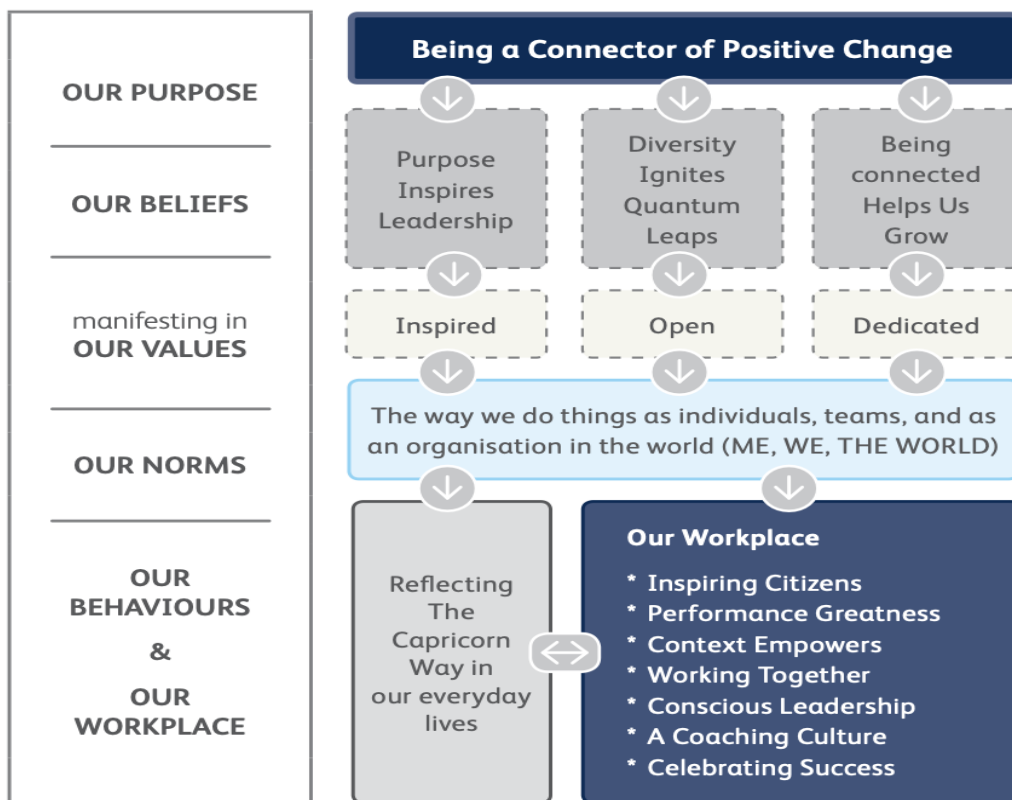 OUR PURPOSE
OUR BELIEFS
manifesting in
OUR VALUES
OUR NORMS
OUR
BEHAVIOURS
&
OUR
WORKPLACE
Being a Connector of Positive Change
Purpose
Inspires
Leadership
Diversity
Ignites
Quantum
Leaps
Being
connected
Helps Us
Grow
Inspired
Open
Dedicated
The way we do things as individuals, teams, and as
an organisation in the world (ME, WE, THE WORLD)
Reflecting
The
Capricorn
Way in
our everyday
lives
Our Workplace
* Inspiring Citizens
* Performance Greatness
* Context Empowers
* Working Together
* Conscious Leadership
* A Coaching Culture
* Celebrating Success